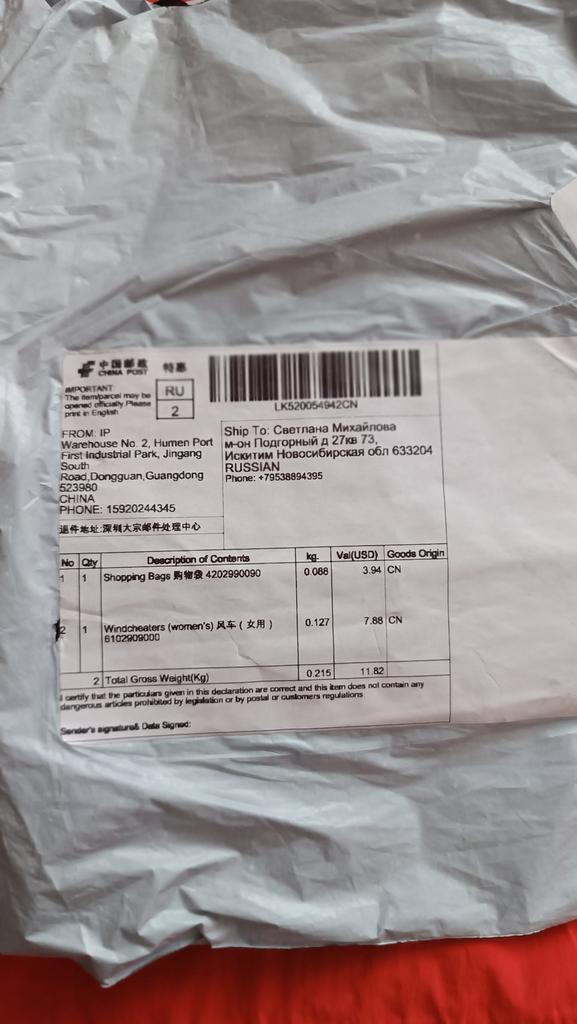 中国邮政 特惠
CHINA POST
IMPORTANT
The item/parcel may be
opened officially.Please
print in English
RU
2
LK520054942CN
FROM: IP
Warehouse No. 2, Humen Port
First Industrial Park, Jingang
South
Road,Dongguan,Guangdong
523980
CHINA
PHONE: 15920244345
退件地址:深圳大宗邮件处理中心
Ship To: Светлана Михайлова
м-он Подгорный д 27кв 73,
Искитим Новосибирская обл 633204
RUSSIAN
Phone: +79538894395
No Qty Description of Contents kg. Val(USD) Goods Origin
1 1 Shopping Bags 购物袋 4202990090 0.088 3.94 CN
2 1 Windcheaters (women's) 风车 ( 女用 ) 0.127 7.88 CN
6102909000
2 Total Gross Weight(Kg) 0.215 11.82
I certify that the particulars given in this declaration are correct and this item does not contain any
dangerous articles prohibited by legislation or by postal or customers regulations
Sender's signature& Data Signed: